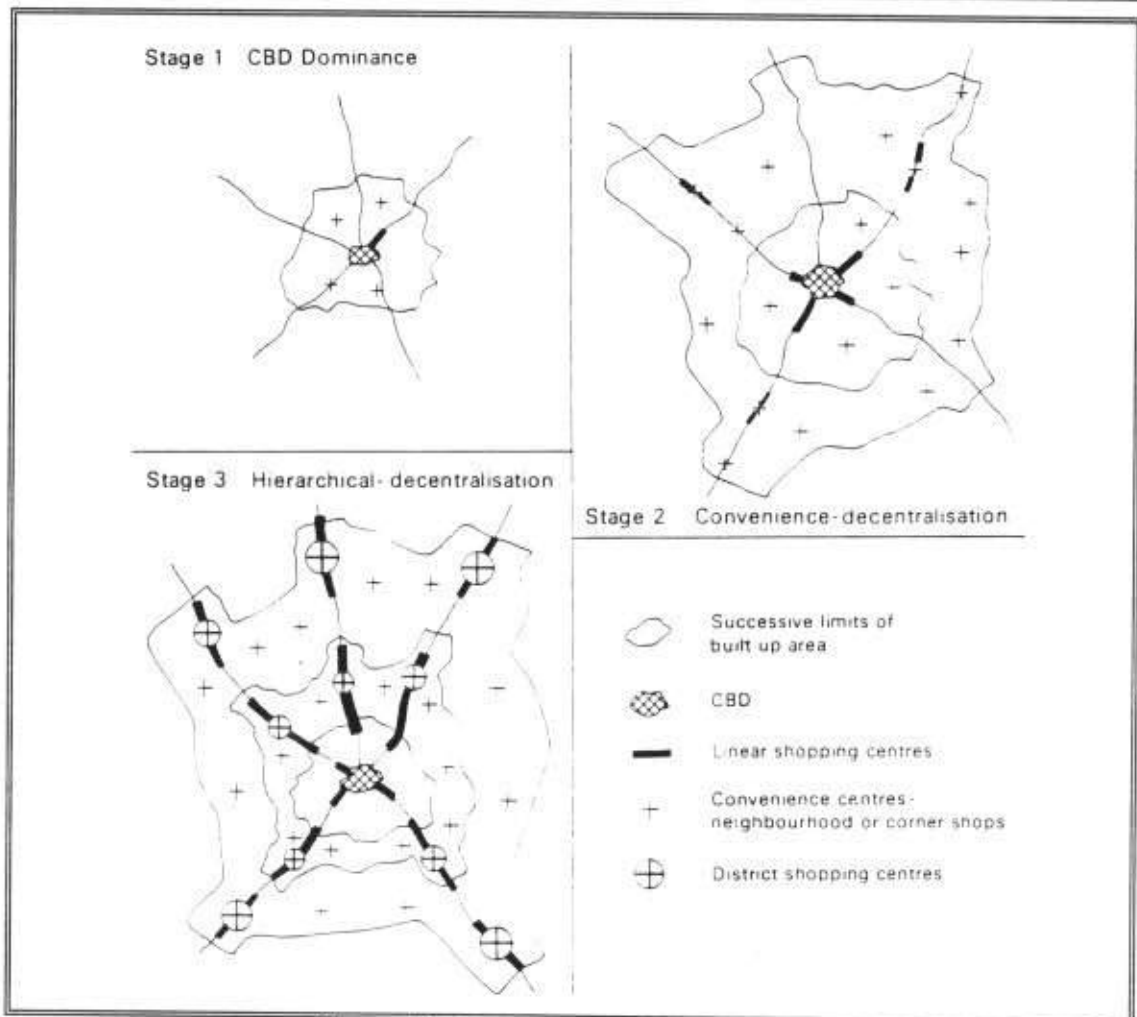 Stage 1 CBD Dominance
Stage 3 Hierarchical-decentralisation
Stage 2 Convenience-decentralisation
Successive limits of
built up area
CBD
Linear shopping centres
Convenience centres-
neighbourhood or corner shops
District shopping centres